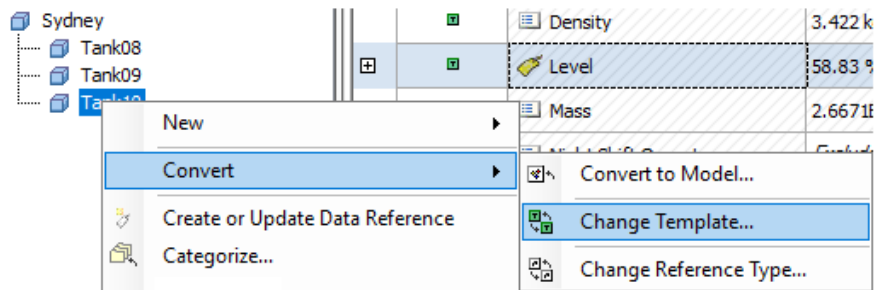 Sydney
Tank08
Tank09
Density 3.422 k
Level 58.83 %
Mass 2.6671E
New
Convert
Create or Update Data Reference
Categorize...
Convert to Model...
Change Template...
Change Reference Type...